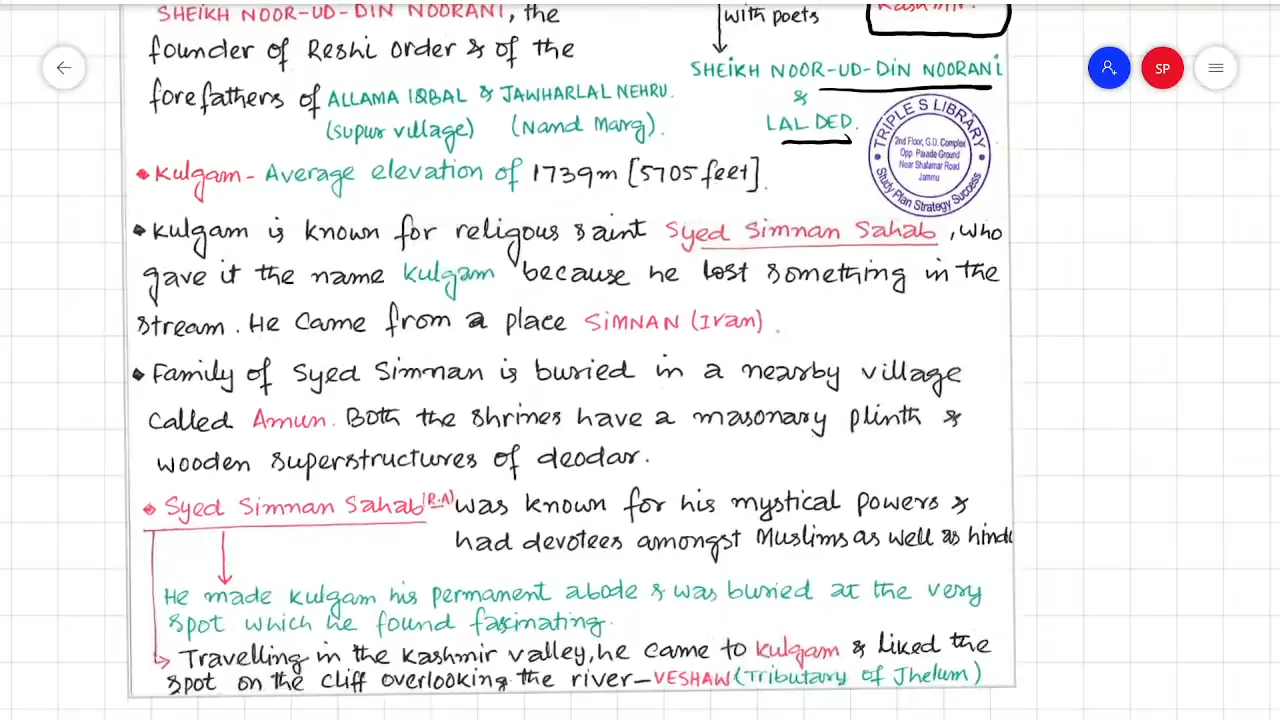 SHEIKH NOOR-UD-DIN NOORANI, the
founder of Reshi order & of the
forefathers of ALLAMA IQBAL & JAWHARLAL NEHRU.
(supur village) (Nand Marg).
with poets
Kashmir.
SHEIKH NOOR-UD-DIN NOORANI
&
LAL DED.
TRIPLE S LIBRARY
2nd Floor, G.D. Complex
Opp. Parade Ground
Near Shalamar Road
Jammu
Study Plan Strategy Success
SP
Kulgam - Average elevation of 1739m [5705 feet].
Kulgam is known for religous saint Syed Simnan Sahab, who
gave it the name Kulgam because he lost something in the
stream. He came from a place SIMNAN (Iran).
Family of Syed Simnan is buried in a nearby village
called Amun. Both the shrines have a masonary plinth &
wooden superstructures of deodar.
Syed Simnan Sahab (R.A) was known for his mystical powers &
had devotees amongst Muslims as well as hindu
He made Kulgam his permanent abode & was buried at the very
spot which he found fascinating.
Travelling in the Kashmir valley, he came to Kulgam & liked the
spot on the cliff overlooking the river - VESHAW (Tributary of Jhelum)